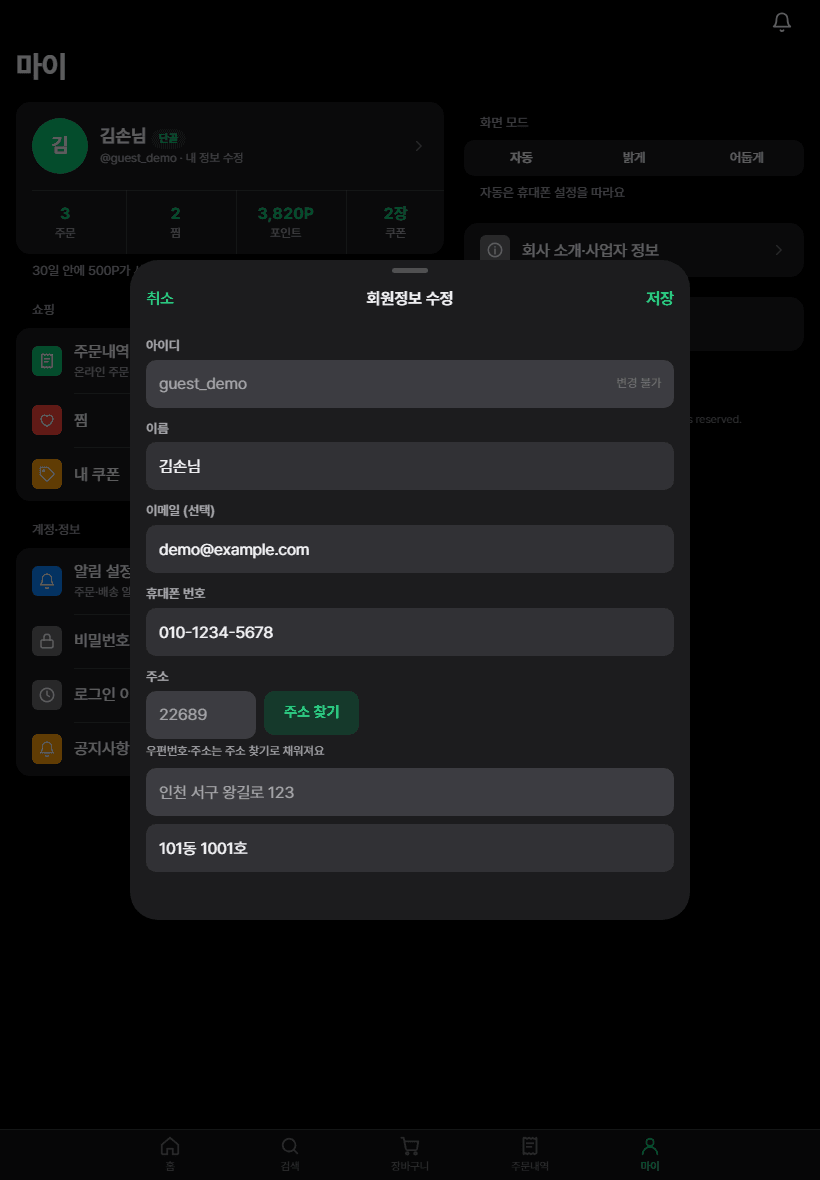 마이
김
김손님 단골
@guest_demo · 내 정보 수정
3
주문
2
찜
3,820P
포인트
2장
쿠폰
30일 안에 500P가
쇼핑
주문내역
온라인 주문
찜
내 쿠폰
계정·정보
알림 설정
주문·배송 알
비밀번호
로그인
공지사항
화면 모드
자동 밝게 어둡게
자동은 휴대폰 설정을 따라요
회사 소개·사업자 정보
s reserved.
취소 회원정보 수정 저장
아이디
guest_demo 변경 불가
이름
김손님
이메일 (선택)
demo@example.com
휴대폰 번호
010-1234-5678
주소
22689 주소 찾기
우편번호·주소는 주소 찾기로 채워져요
인천 서구 왕길로 123
101동 1001호
홈 검색 장바구니 주문내역 마이